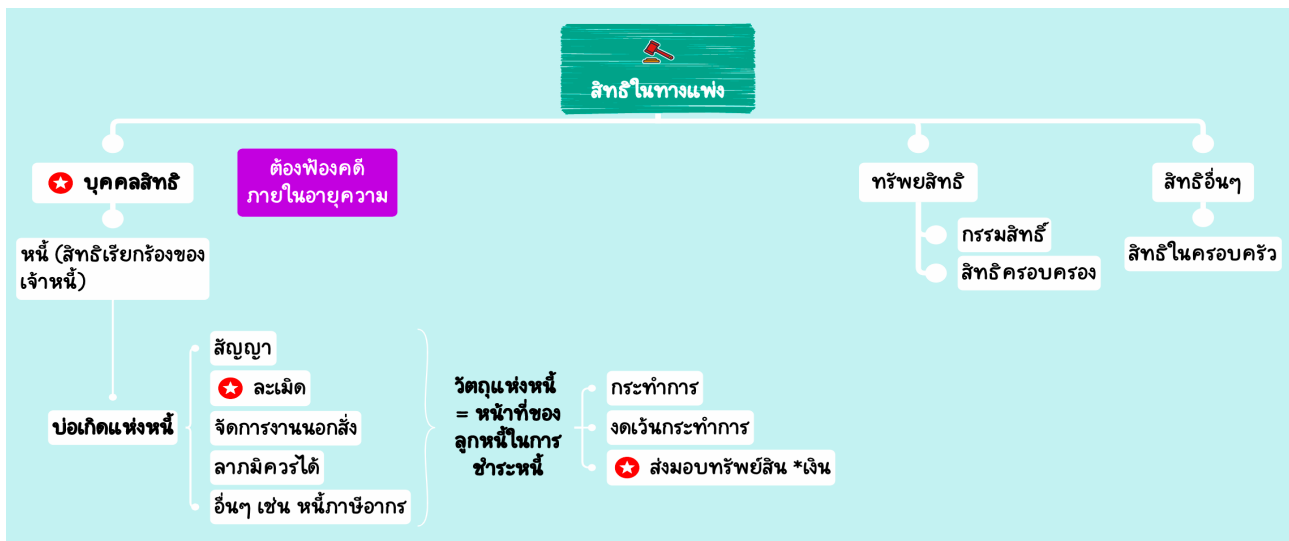 สิทธิในทางแพ่ง
บุคคลสิทธิ
ต้องฟ้องคดี
ภายในอายุความ
ทรัพยสิทธิ
สิทธิอื่นๆ
หนี้ (สิทธิเรียกร้องของ
เจ้าหนี้)
กรรมสิทธิ์
สิทธิครอบครอง
สิทธิในครอบครัว
บ่อเกิดแห่งหนี้
สัญญา
ละเมิด
จัดการงานนอกสั่ง
ลาภมิควรได้
อื่นๆ เช่น หนี้ภาษีอากร
วัตถุแห่งหนี้
= หน้าที่ของ
ลูกหนี้ในการ
ชำระหนี้
กระทำการ
งดเว้นกระทำการ
ส่งมอบทรัพย์สิน *เงิน